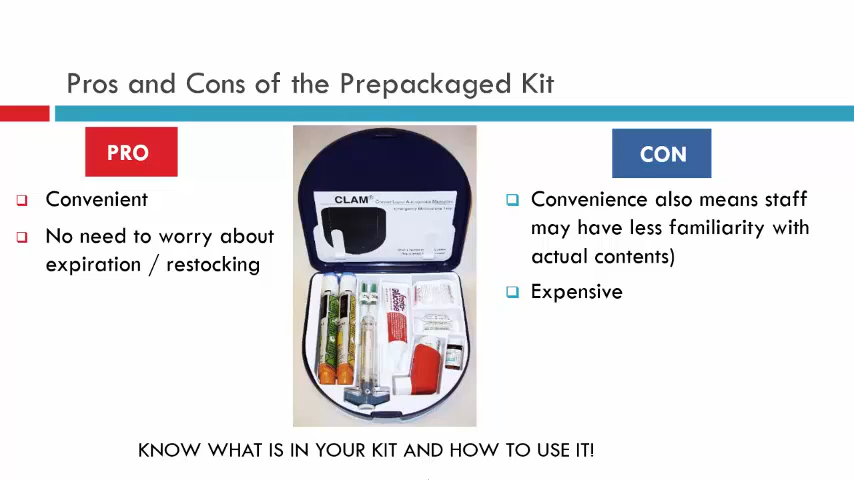 Pros and Cons of the Prepackaged Kit
PRO
Convenient
No need to worry about
expiration / restocking
CLAM®
CON
Convenience also means staff
may have less familiarity with
actual contents)
Expensive
KNOW WHAT IS IN YOUR KIT AND HOW TO USE IT!